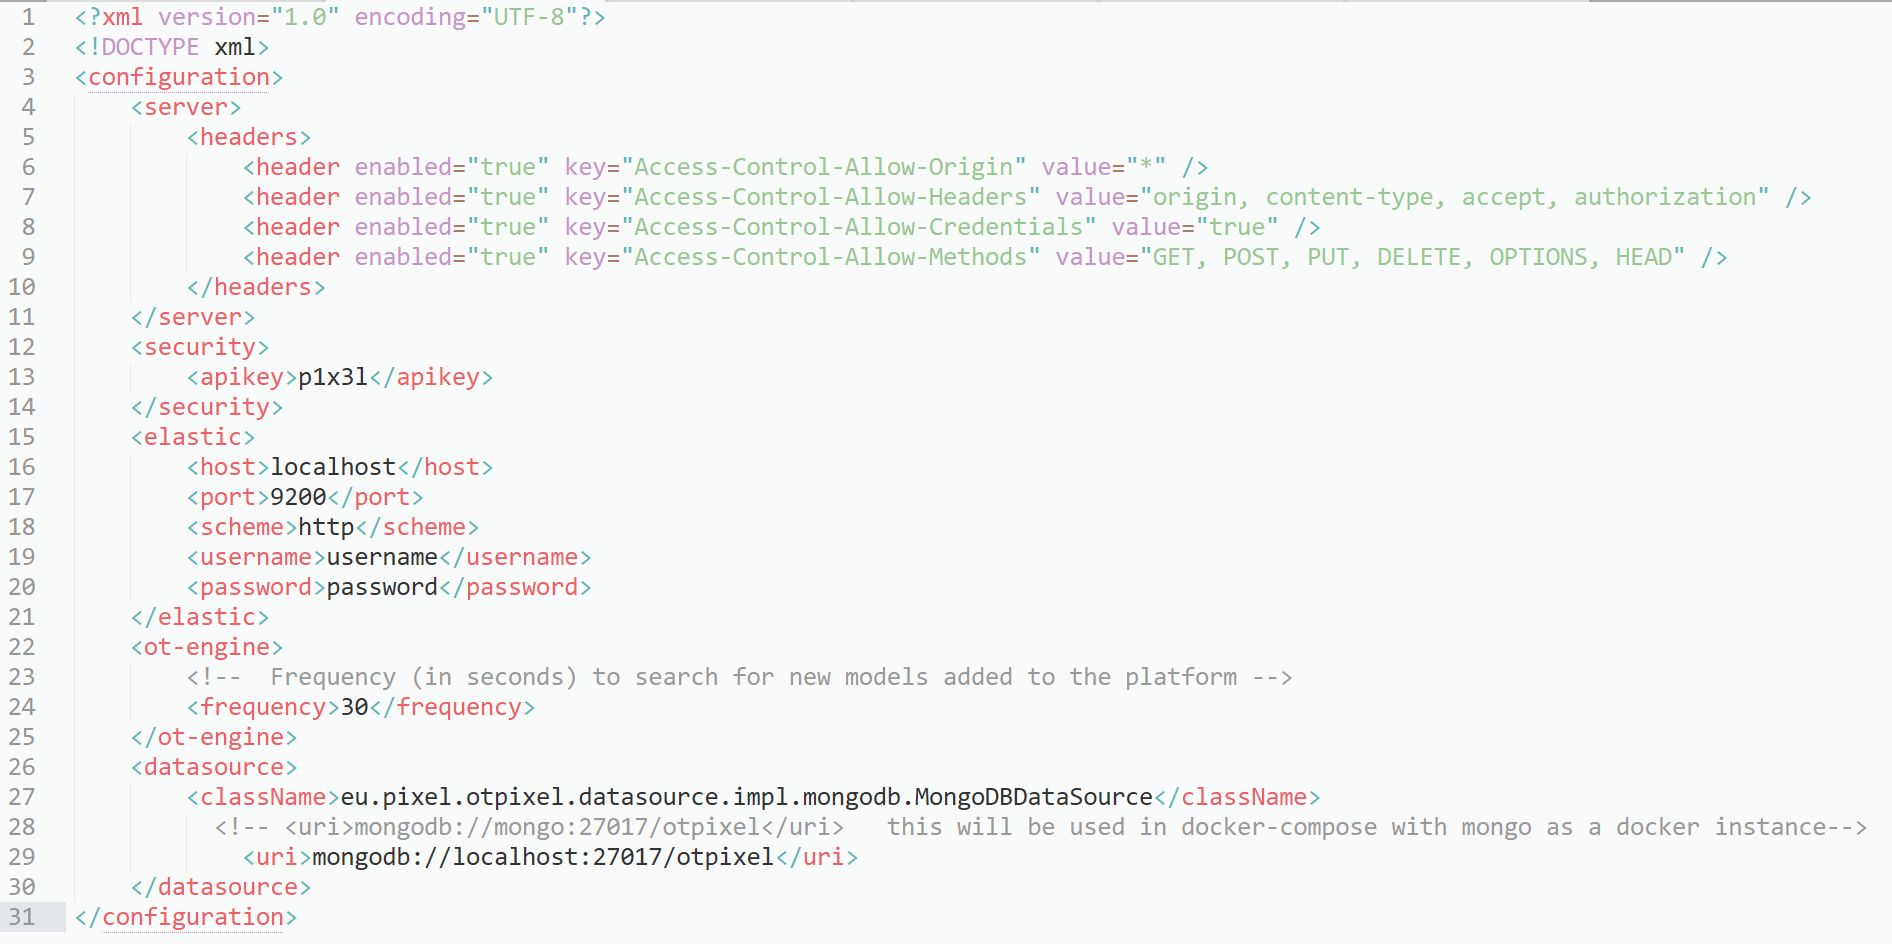 1 <?xml version="1.0" encoding="UTF-8"?>
2 <!DOCTYPE xml>
3 <configuration>
4     <server>
5         <headers>
6             <header enabled="true" key="Access-Control-Allow-Origin" value="*" />
7             <header enabled="true" key="Access-Control-Allow-Headers" value="origin, content-type, accept, authorization" />
8             <header enabled="true" key="Access-Control-Allow-Credentials" value="true" />
9             <header enabled="true" key="Access-Control-Allow-Methods" value="GET, POST, PUT, DELETE, OPTIONS, HEAD" />
10         </headers>
11     </server>
12     <security>
13         <apikey>p1x3l</apikey>
14     </security>
15     <elastic>
16         <host>localhost</host>
17         <port>9200</port>
18         <scheme>http</scheme>
19         <username>username</username>
20         <password>password</password>
21     </elastic>
22     <ot-engine>
23         <!--  Frequency (in seconds) to search for new models added to the platform -->
24         <frequency>30</frequency>
25     </ot-engine>
26     <datasource>
27         <className>eu.pixel.otpixel.datasource.impl.mongodb.MongoDBDataSource</className>
28           <!-- <uri>mongodb://mongo:27017/otpixel</uri>   this will be used in docker-compose with mongo as a docker instance-->
29             <uri>mongodb://localhost:27017/otpixel</uri>
30     </datasource>
31 </configuration>